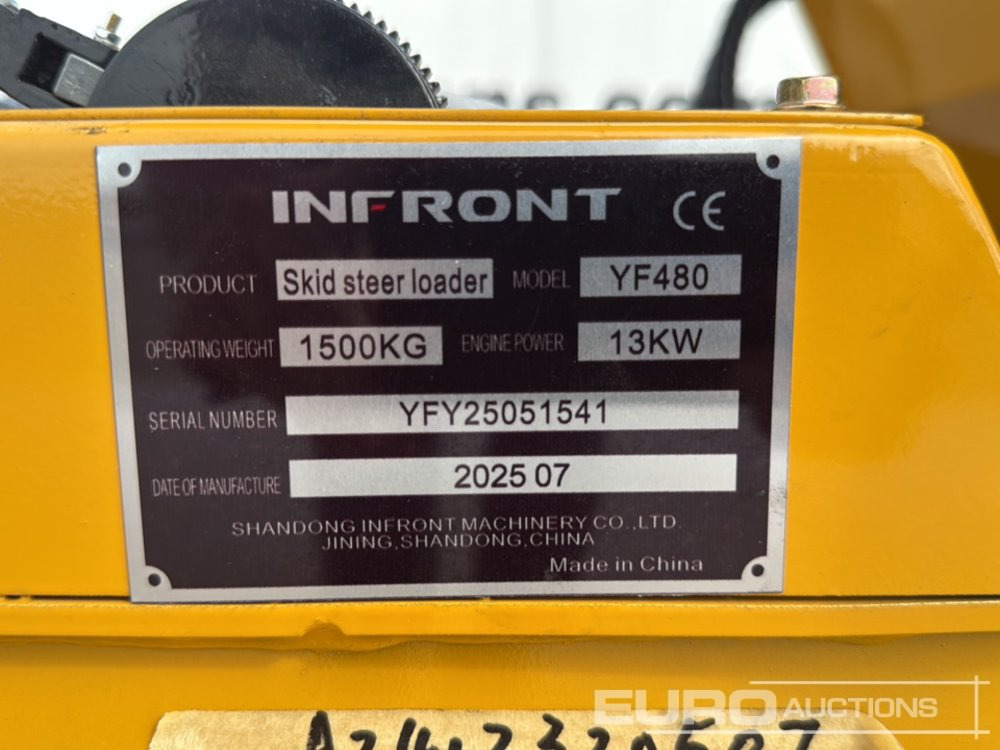 INFRONT CE
PRODUCT Skid steer loader MODEL YF480
OPERATING WEIGHT 1500KG ENGINE POWER 13KW
SERIAL NUMBER YFY25051541
DATE OF MANUFACTURE 2025 07
SHANDONG INFRONT MACHINERY CO.,LTD.
JINING,SHANDONG,CHINA
Made in China
EURO AUCTIONS